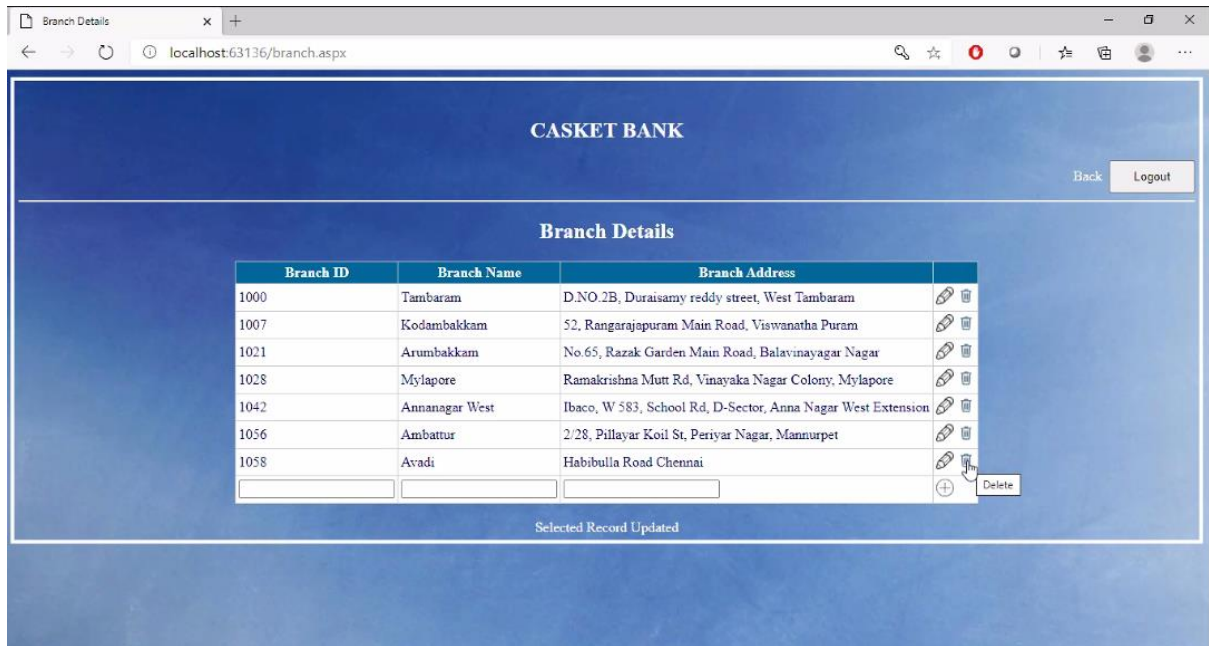 Branch Details
localhost:63136/branch.aspx
CASKET BANK
Back Logout
Branch Details
Branch ID Branch Name Branch Address
1000 Tambaram D.NO.2B, Duraisamy reddy street, West Tambaram
1007 Kodambakkam 52, Rangarajapuram Main Road, Viswanatha Puram
1021 Arumbakkam No.65, Razak Garden Main Road, Balavinayagar Nagar
1028 Mylapore Ramakrishna Mutt Rd, Vinayaka Nagar Colony, Mylapore
1042 Annanagar West Ibaco, W 583, School Rd, D-Sector, Anna Nagar West Extension
1056 Ambattur 2/28, Pillayar Koil St, Periyar Nagar, Mannurpet
1058 Avadi Habibulla Road Chennai
Delete
Selected Record Updated